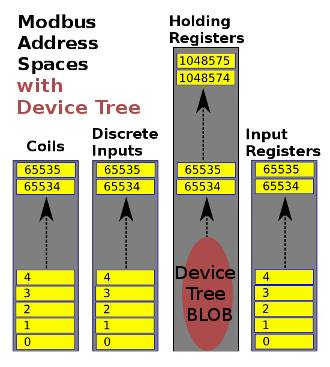 Modbus
Address
Spaces
with
Device Tree
Coils
65535
65534
4
3
2
1
0
Discrete
Inputs
65535
65534
4
3
2
1
0
Holding
Registers
1048575
1048574
65535
65534
Device
Tree
BLOB
Input
Registers
65535
65534
4
3
2
1
0